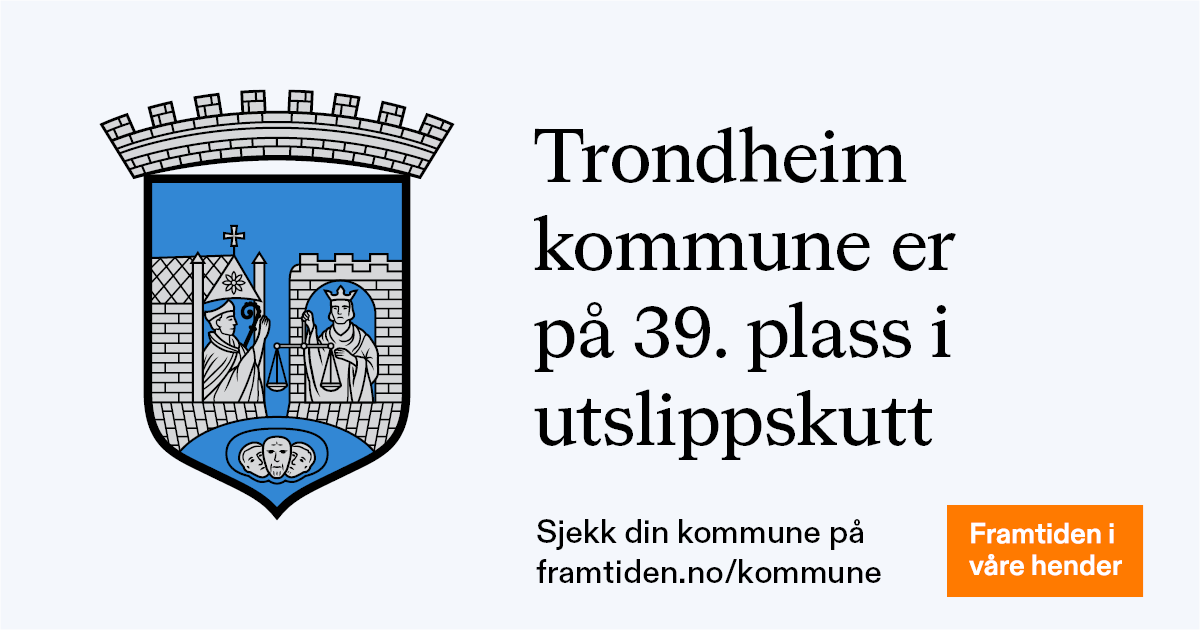 Trondheim
kommune er
på 39. plass i
utslippskutt
Sjekk din kommune på
framtiden.no/kommune
Framtiden i
våre hender